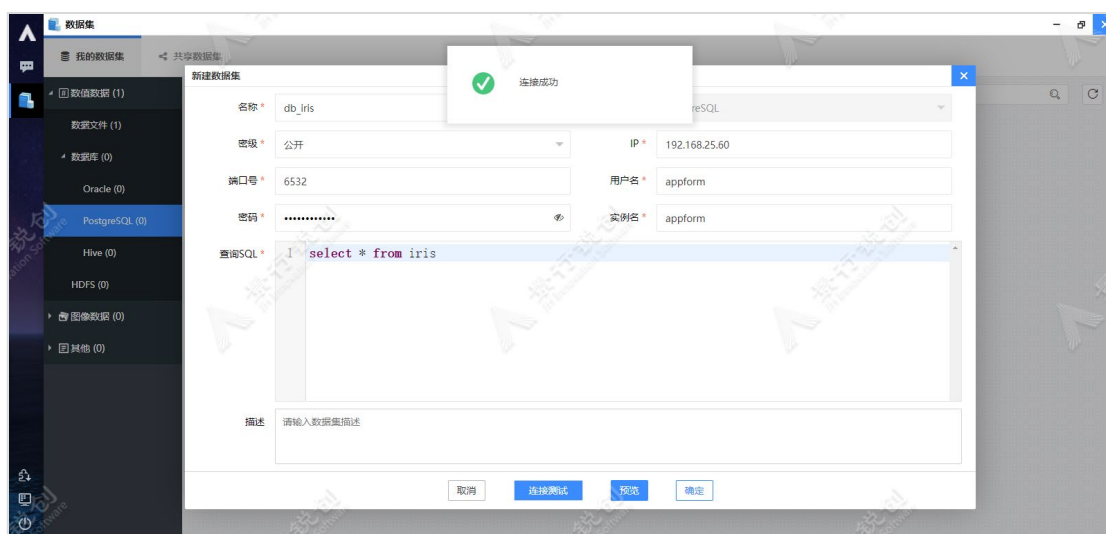 数据集
我的数据集
共享数据集
数值数据 (1)
数据文件 (1)
数据库 (0)
Oracle (0)
PostgreSQL (0)
Hive (0)
HDFS (0)
图像数据 (0)
其他 (0)
新建数据集
连接成功
名称 *
db_iris
reSQL
密级 *
公开
IP *
192.168.25.60
端口号 *
6532
用户名 *
appform
密码 *
••••••••••••
实例名 *
appform
查询SQL *
1 select * from iris
描述
请输入数据集描述
取消
连接测试
预览
确定